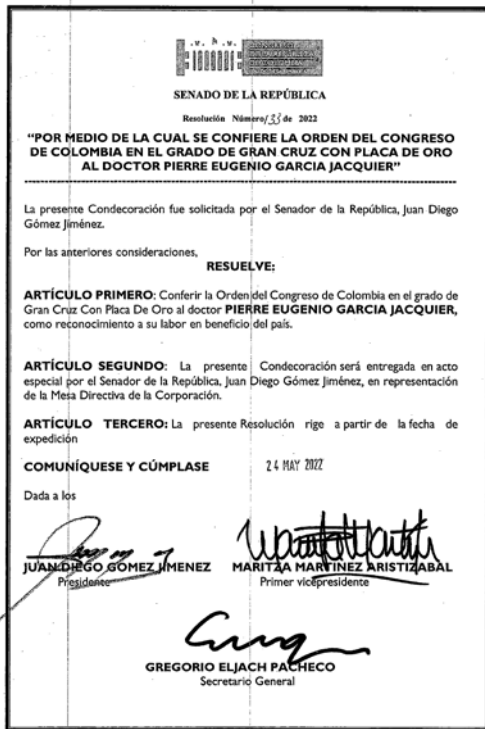 SENADO DE LA REPÚBLICA
Resolución Número 133 de 2022
“POR MEDIO DE LA CUAL SE CONFIERE LA ORDEN DEL CONGRESO
DE COLOMBIA EN EL GRADO DE GRAN CRUZ CON PLACA DE ORO
AL DOCTOR PIERRE EUGENIO GARCIA JACQUIER”
La presente Condecoración fue solicitada por el Senador de la República, Juan Diego
Gómez Jiménez.
Por las anteriores consideraciones,
RESUELVE:
ARTÍCULO PRIMERO: Conferir la Orden del Congreso de Colombia en el grado de
Gran Cruz Con Placa De Oro al doctor PIERRE EUGENIO GARCIA JACQUIER,
como reconocimiento a su labor en beneficio del país.
ARTÍCULO SEGUNDO: La presente Condecoración será entregada en acto
especial por el Senador de la República, Juan Diego Gómez Jiménez, en representación
de la Mesa Directiva de la Corporación.
ARTÍCULO TERCERO: La presente Resolución rige a partir de la fecha de
expedición
COMUNÍQUESE Y CÚMPLASE 24 MAY 2022
Dada a los
JUAN DIEGO GOMEZ JIMENEZ MARITZA MARTINEZ ARISTIZABAL
Presidente Primer vicepresidente
GREGORIO ELJACH PACHECO
Secretario General